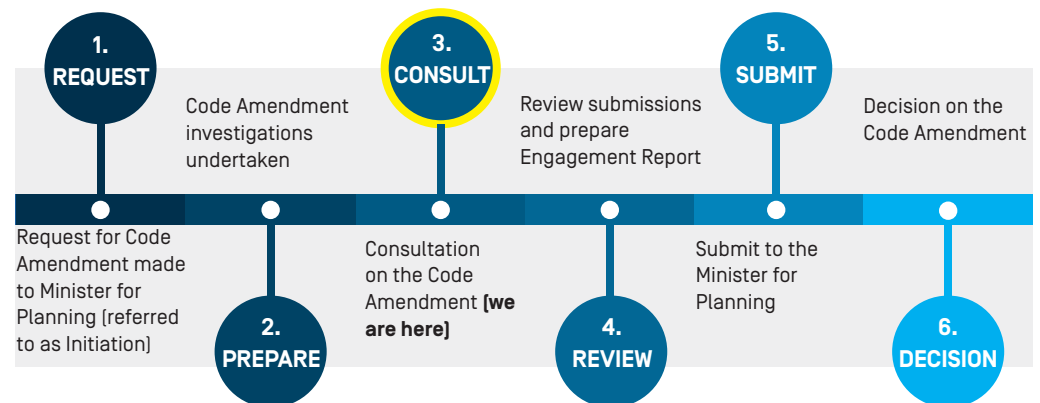 1.
REQUEST
Request for Code
Amendment made
to Minister for
Planning (referred
to as Initiation)
Code Amendment
investigations
undertaken
2.
PREPARE
3.
CONSULT
Consultation
on the Code
Amendment (we
are here)
Review submissions
and prepare
Engagement Report
4.
REVIEW
5.
SUBMIT
Submit to the
Minister for
Planning
Decision on the
Code Amendment
6.
DECISION